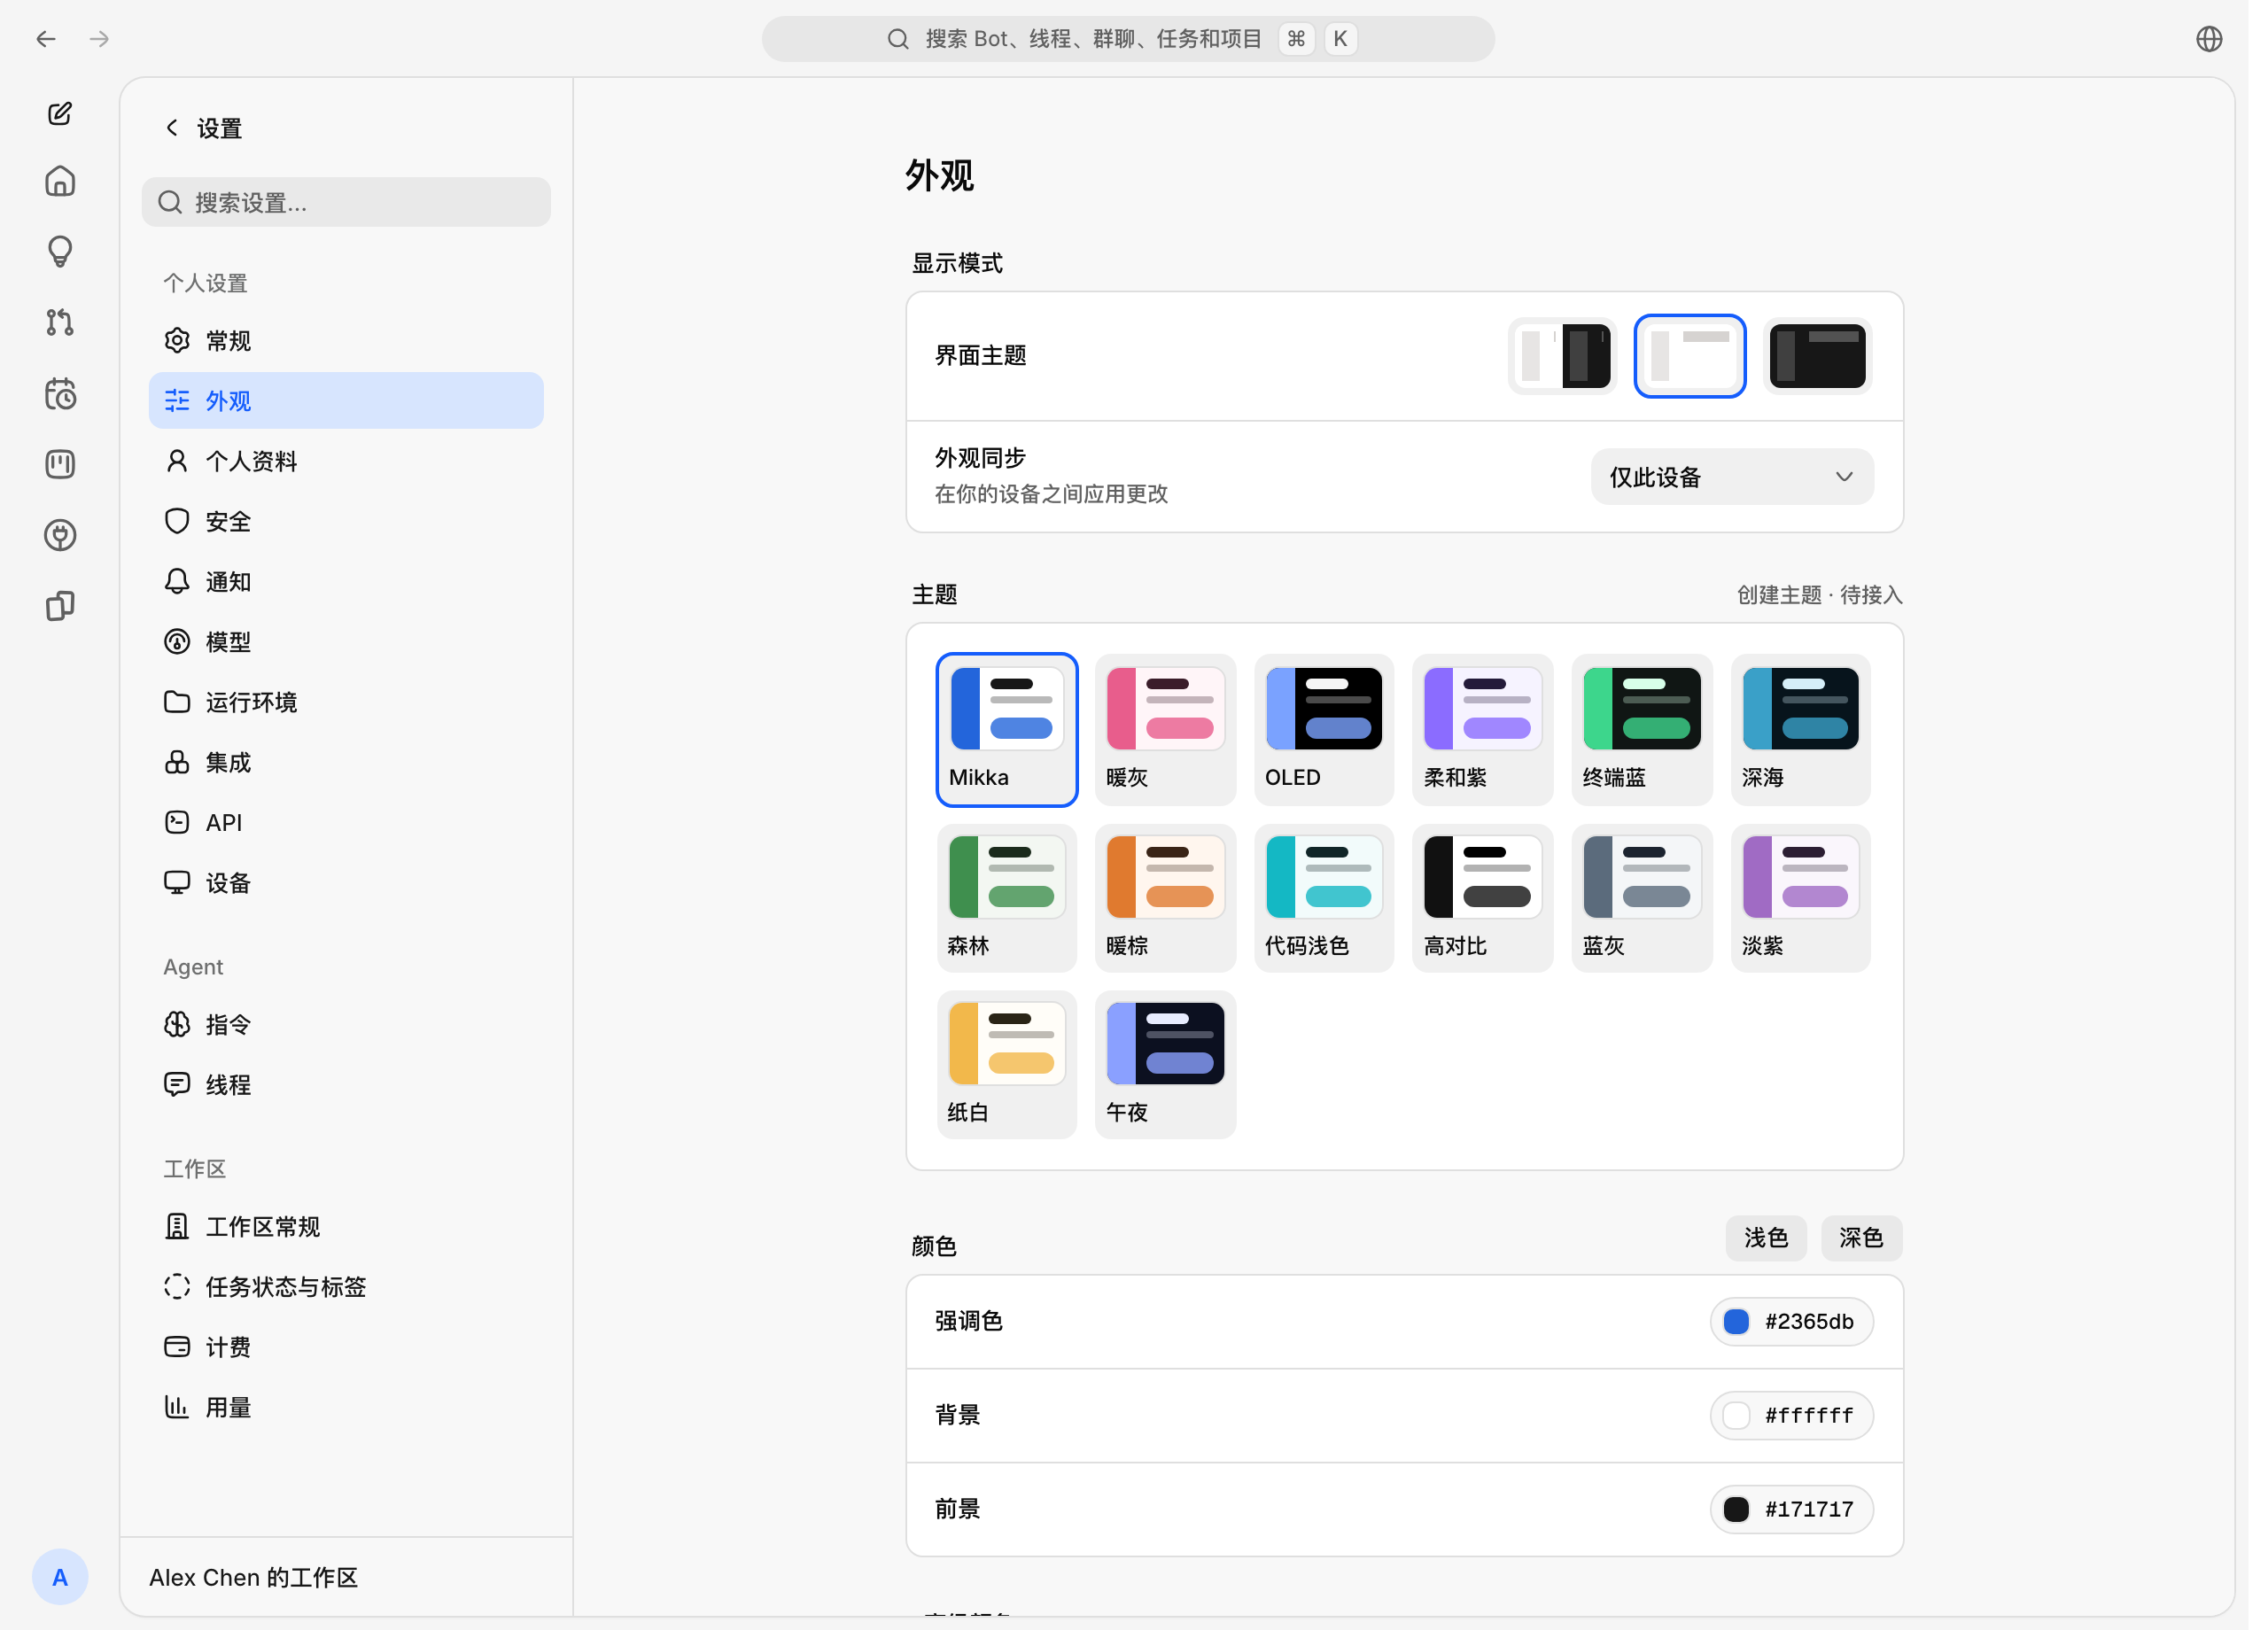 搜索 Bot、线程、群聊、任务和项目 ⌘ K
设置
搜索设置...
个人设置
常规
外观
个人资料
安全
通知
模型
运行环境
集成
API
设备
Agent
指令
线程
工作区
工作区常规
任务状态与标签
计费
用量
A
Alex Chen 的工作区
外观
显示模式
界面主题
外观同步
在你的设备之间应用更改
仅此设备
主题
创建主题 · 待接入
Mikka
暖灰
OLED
柔和紫
终端蓝
深海
森林
暖棕
代码浅色
高对比
蓝灰
淡紫
纸白
午夜
颜色
浅色
深色
强调色
#2365db
背景
#ffffff
前景
#171717